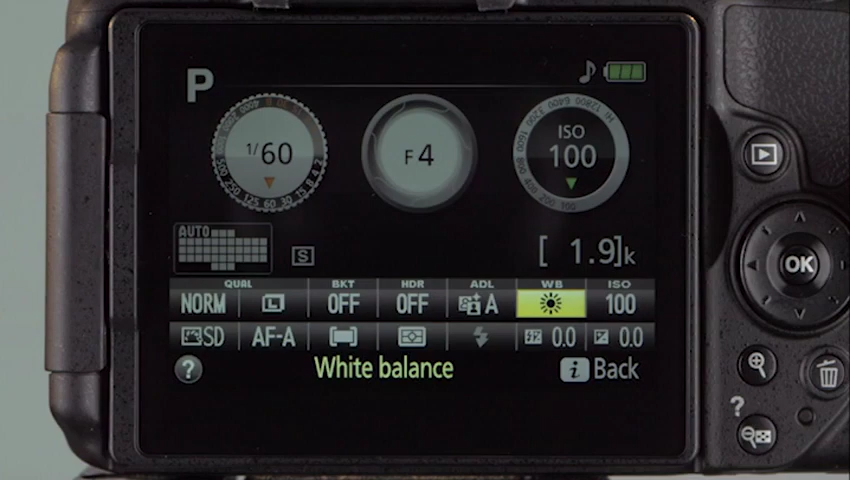 P
1/60
F4
ISO
100
AUTO
S
[ 1.9]k
QUAL BKT HDR ADL WB ISO
NORM L OFF OFF A 100
SD AF-A 0.0 0.0
? White balance i Back
OK
?